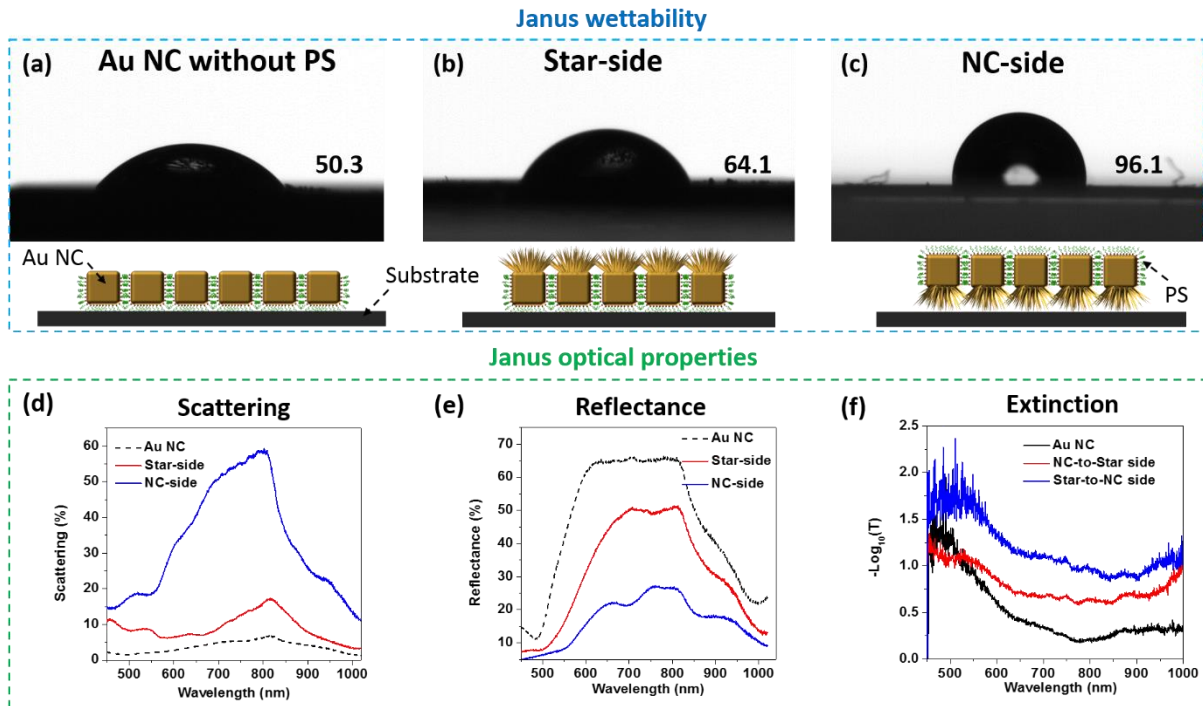 Janus wettability
(a) Au NC without PS
50.3
(b) Star-side
64.1
(c) NC-side
96.1
Au NC
Substrate
PS
Janus optical properties
(d) Scattering
Au NC
Star-side
NC-side
60
50
40
30
20
10
0
Scattering (%)
500 600 700 800 900 1000
Wavelength (nm)
(e) Reflectance
Au NC
Star-side
NC-side
70
60
50
40
30
20
10
Reflectance (%)
500 600 700 800 900 1000
Wavelength (nm)
(f) Extinction
Au NC
NC-to-Star side
Star-to-NC side
2.5
2.0
1.5
1.0
0.5
0.0
-Log10(T)
500 600 700 800 900 1000
Wavelength (nm)